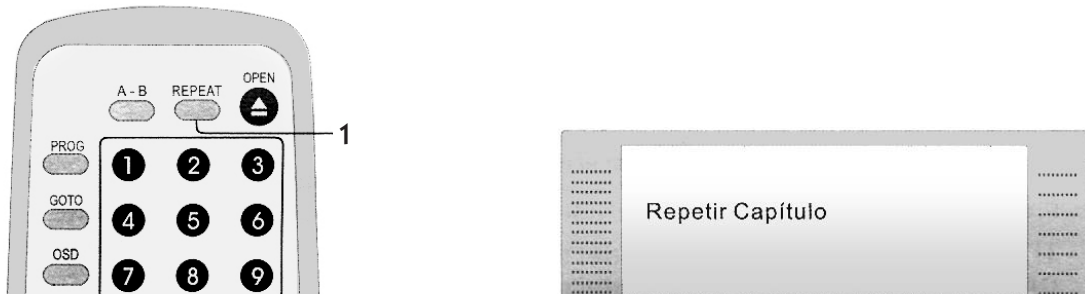 OPEN
A - B REPEAT
1
PROG
1 2 3
GOTO
4 5 6
OSD
7 8 9
Repetir Capítulo